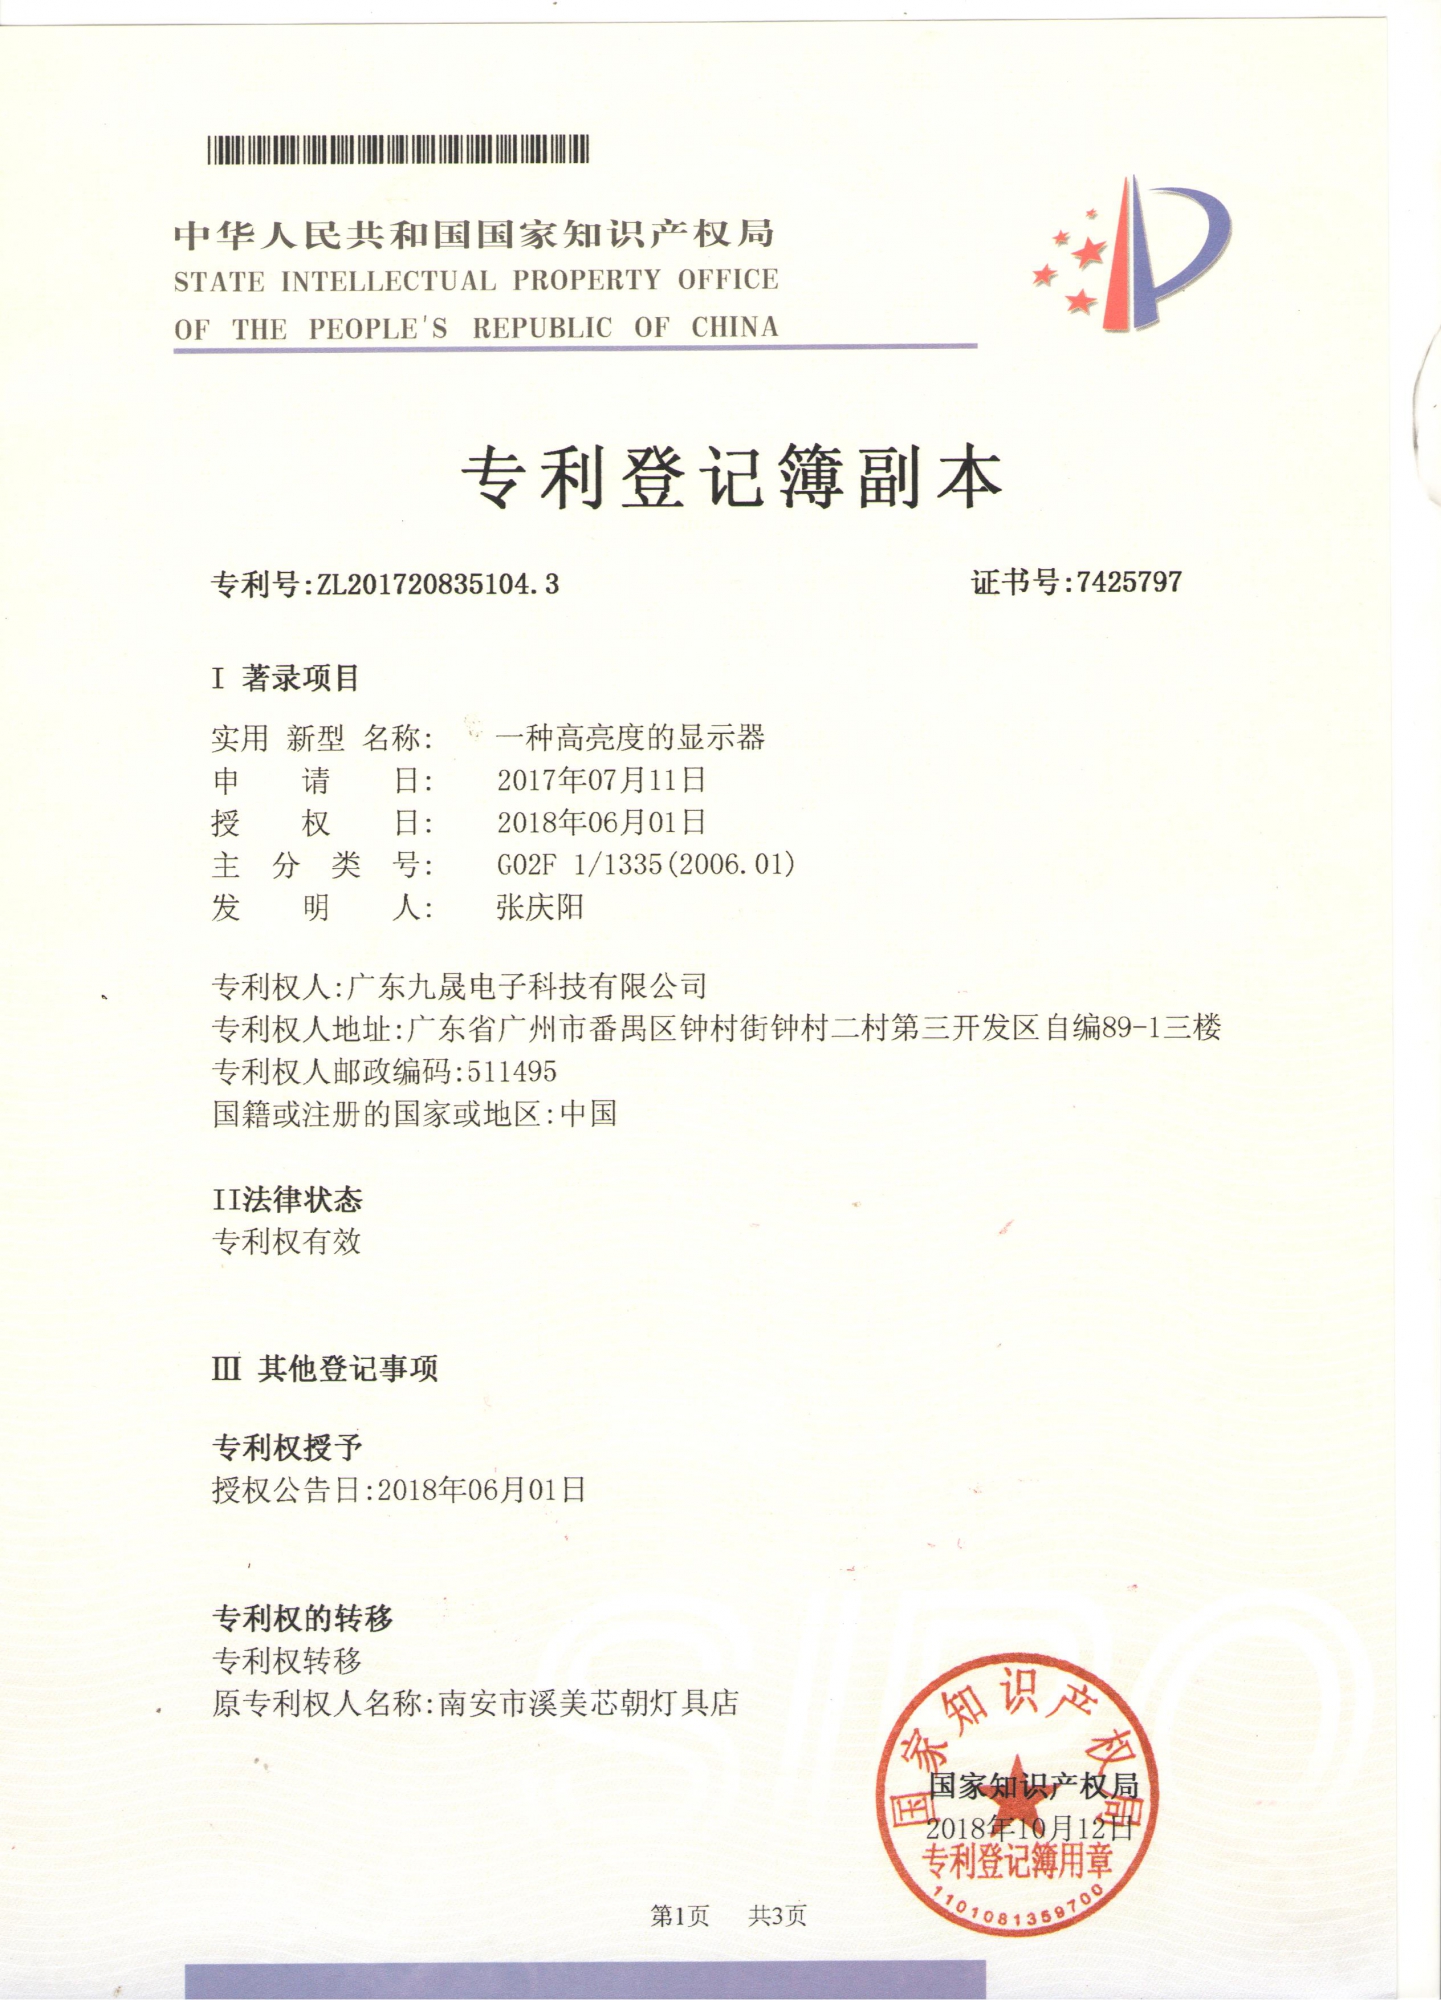 中华人民共和国国家知识产权局
STATE INTELLECTUAL PROPERTY OFFICE
OF THE PEOPLE'S REPUBLIC OF CHINA
专利登记簿副本
专利号:ZL201720835104.3 证书号:7425797
I 著录项目
实用 新型 名称: 一种高亮度的显示器
申 请 日: 2017年07月11日
授 权 日: 2018年06月01日
主 分 类 号: G02F 1/1335(2006.01)
发 明 人: 张庆阳
专利权人:广东九晟电子科技有限公司
专利权人地址:广东省广州市番禺区钟村街钟村二村第三开发区自编89-1三楼
专利权人邮政编码:511495
国籍或注册的国家或地区:中国
II法律状态
专利权有效
III 其他登记事项
专利权授予
授权公告日:2018年06月01日
专利权的转移
专利权转移
原专利权人名称:南安市溪美芯朝灯具店
国家知识产权局
国家知识产权局
2018年10月12日
专利登记簿用章
1101081359700
第1页 共3页
SIPO